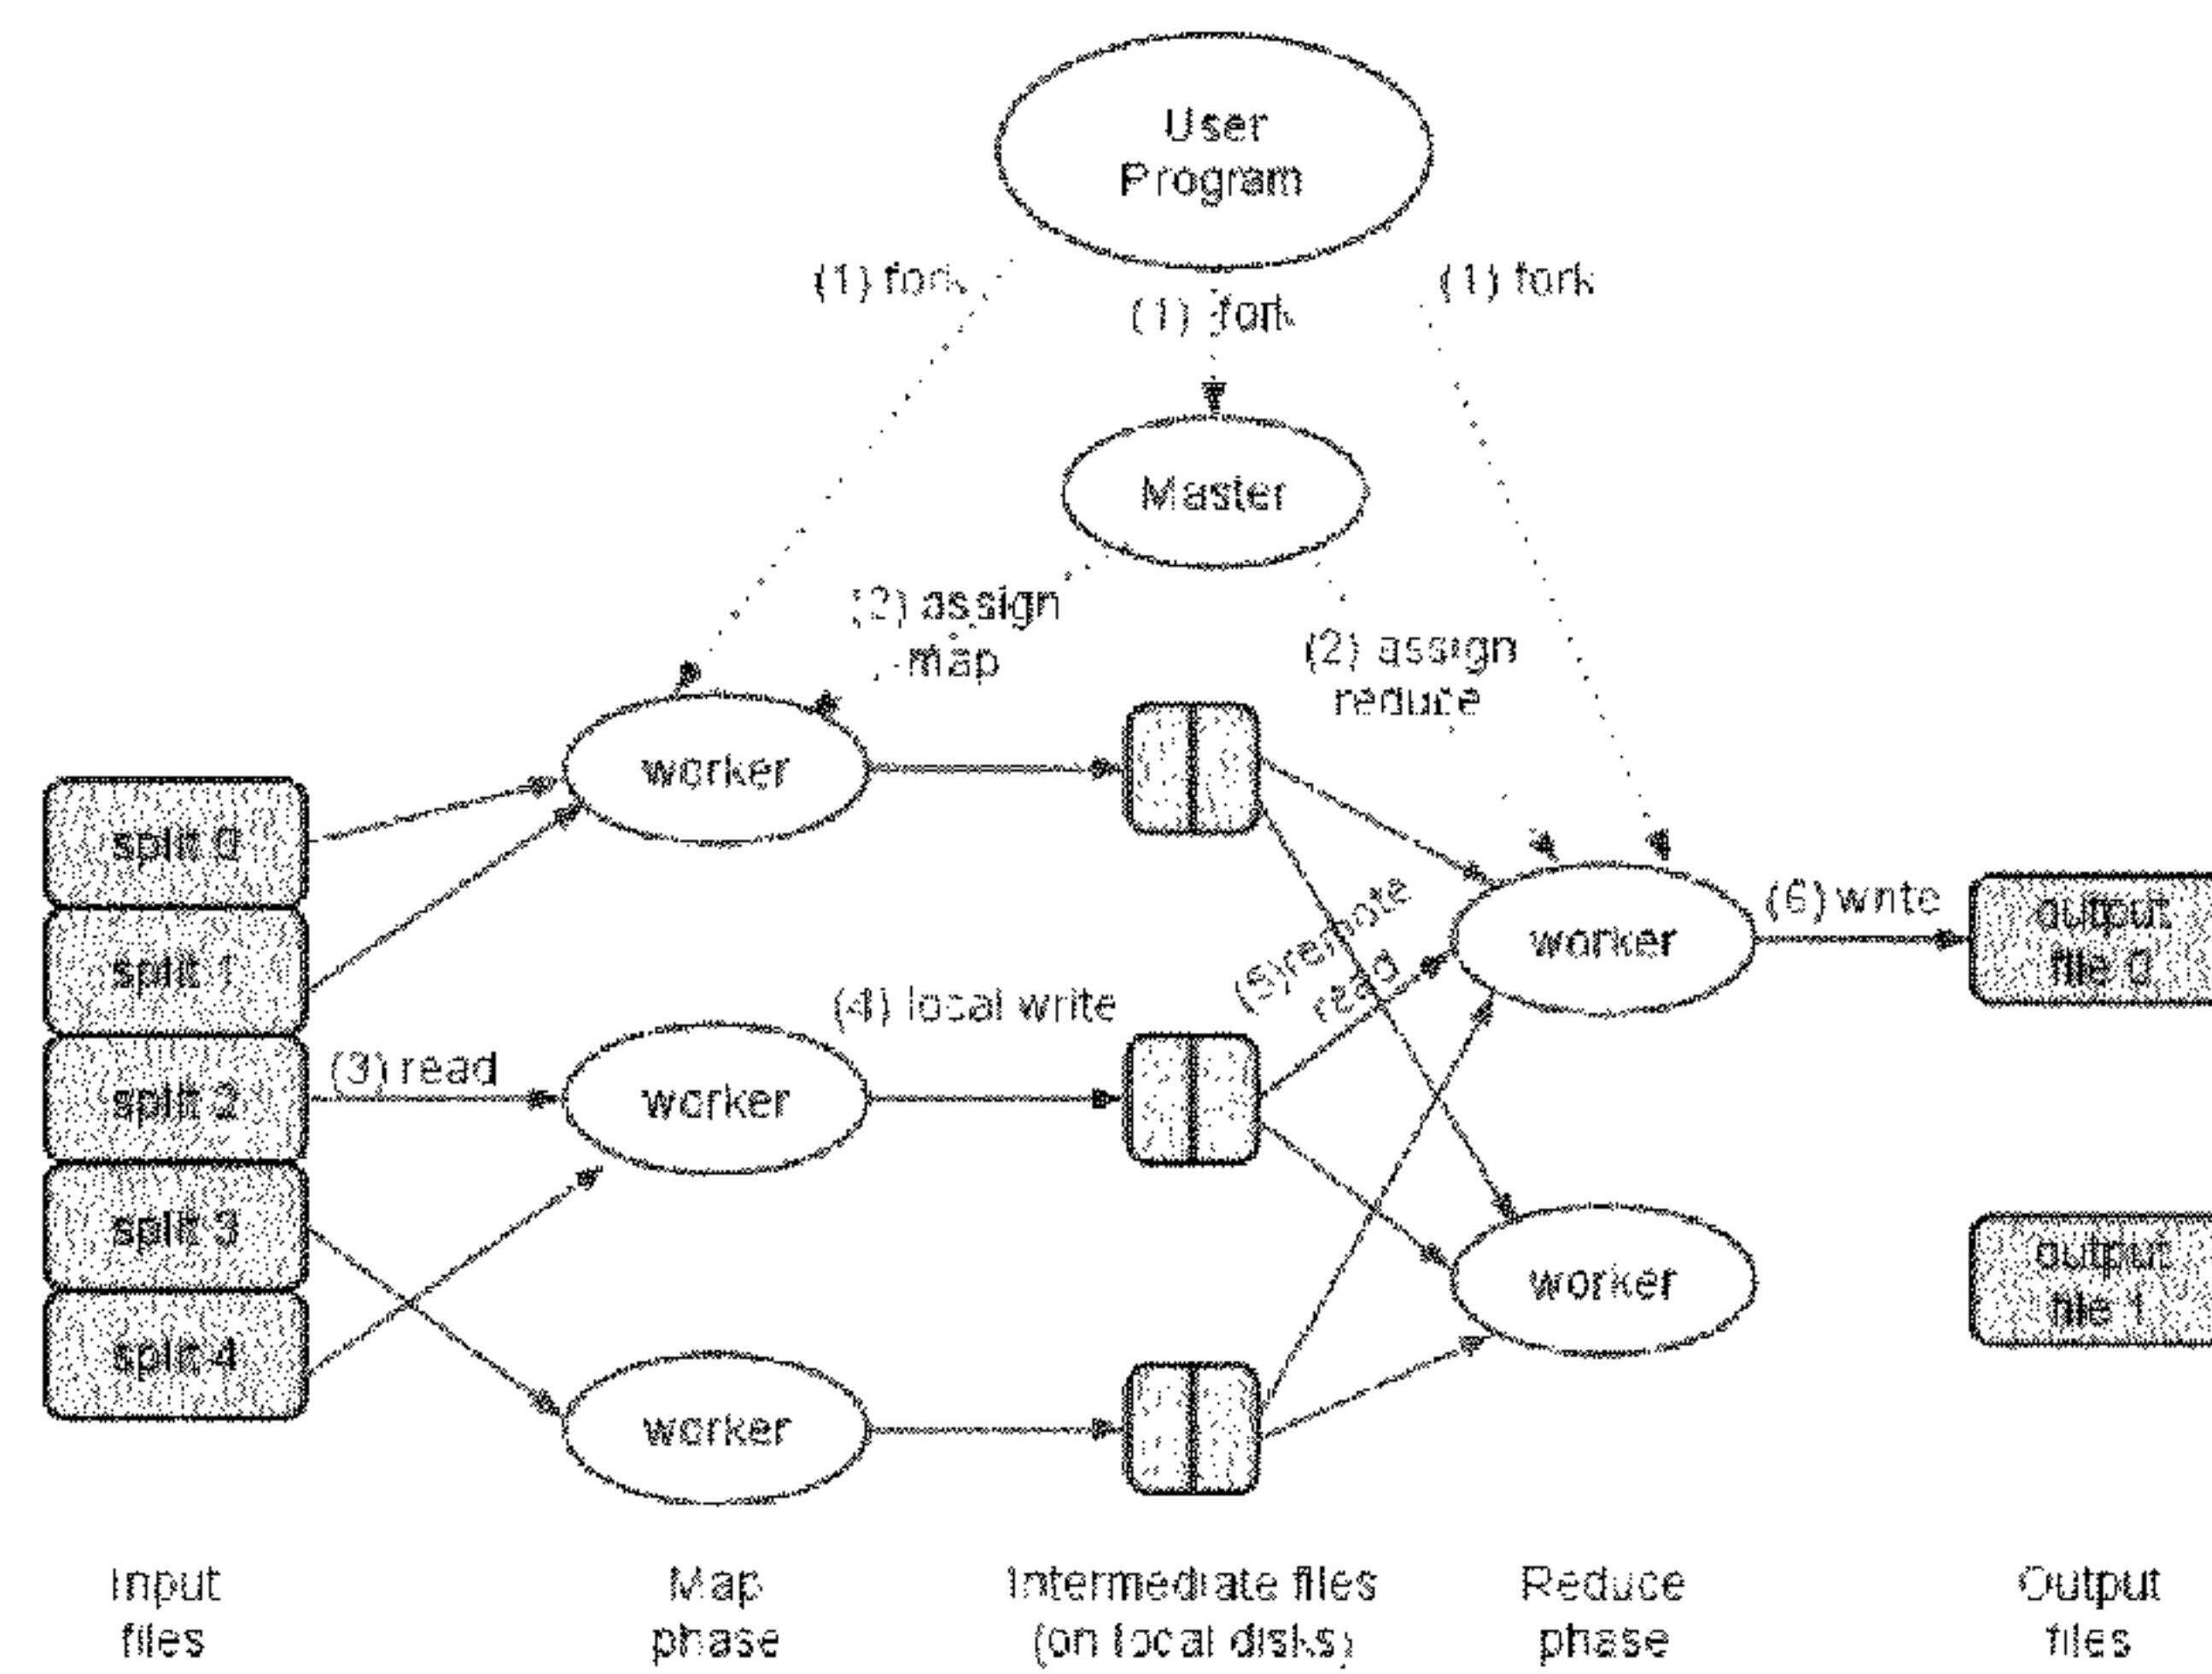 User
Program
(1) fork
(1) fork
(1) fork
Master
(2) assign
map
(2) assign
reduce
worker
split 0
split 1
split 2
split 3
split 4
(3) read
worker
(4) local write
(5) remote
read
worker
(6) write
output
file 0
worker
output
file 1
worker
Input
files
Map
phase
Intermediate files
(on local disks)
Reduce
phase
Output
files